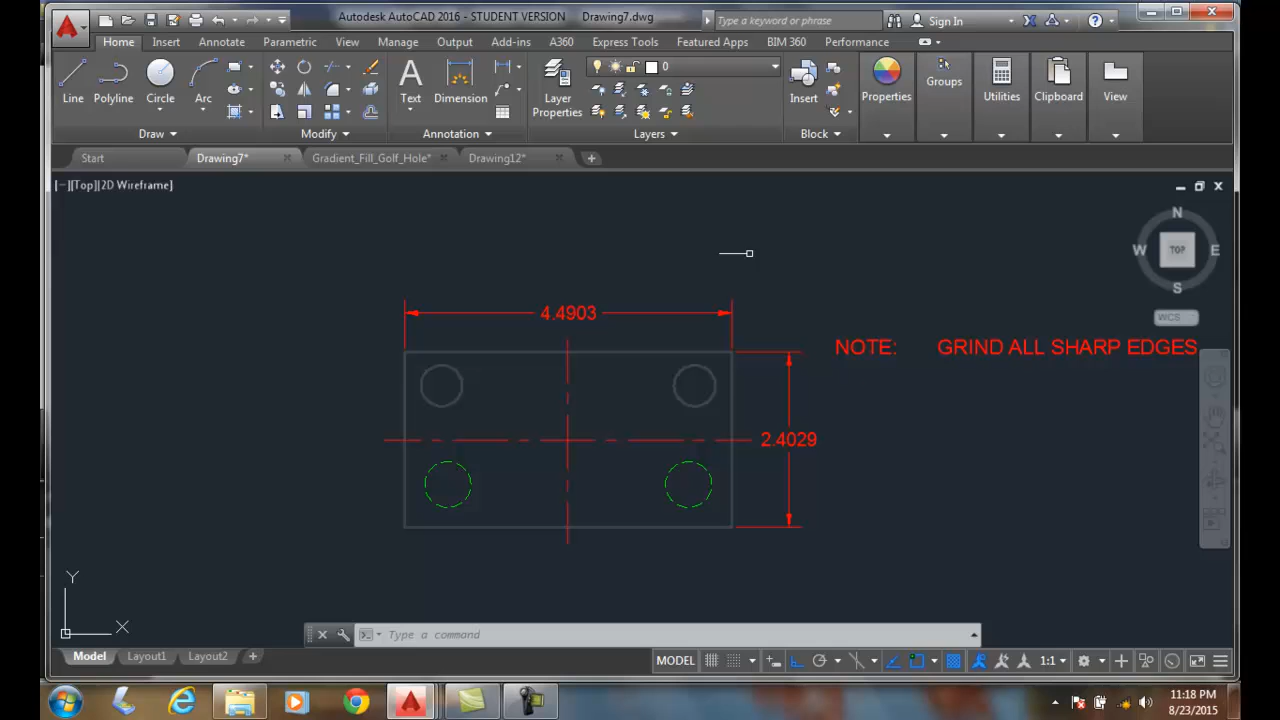 Autodesk AutoCAD 2016 - STUDENT VERSION Drawing7.dwg
Type a keyword or phrase
Sign In
Home Insert Annotate Parametric View Manage Output Add-ins A360 Express Tools Featured Apps BIM 360 Performance
Line Polyline Circle Arc
Text Dimension
Layer Properties
0
Insert
Properties
Groups
Utilities
Clipboard
View
Draw Modify Annotation Layers Block
Start Drawing7* Gradient_Fill_Golf_Hole* Drawing12*
[−][Top][2D Wireframe]
N
W TOP E
S
WCS
4.4903
NOTE: GRIND ALL SHARP EDGES
2.4029
Y
X
Type a command
Model Layout1 Layout2
MODEL
1:1
11:18 PM
8/23/2015